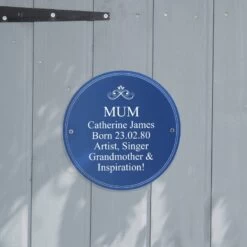 MUM
Catherine James
Born 23.02.80
Artist, Singer
Grandmother &
Inspiration!